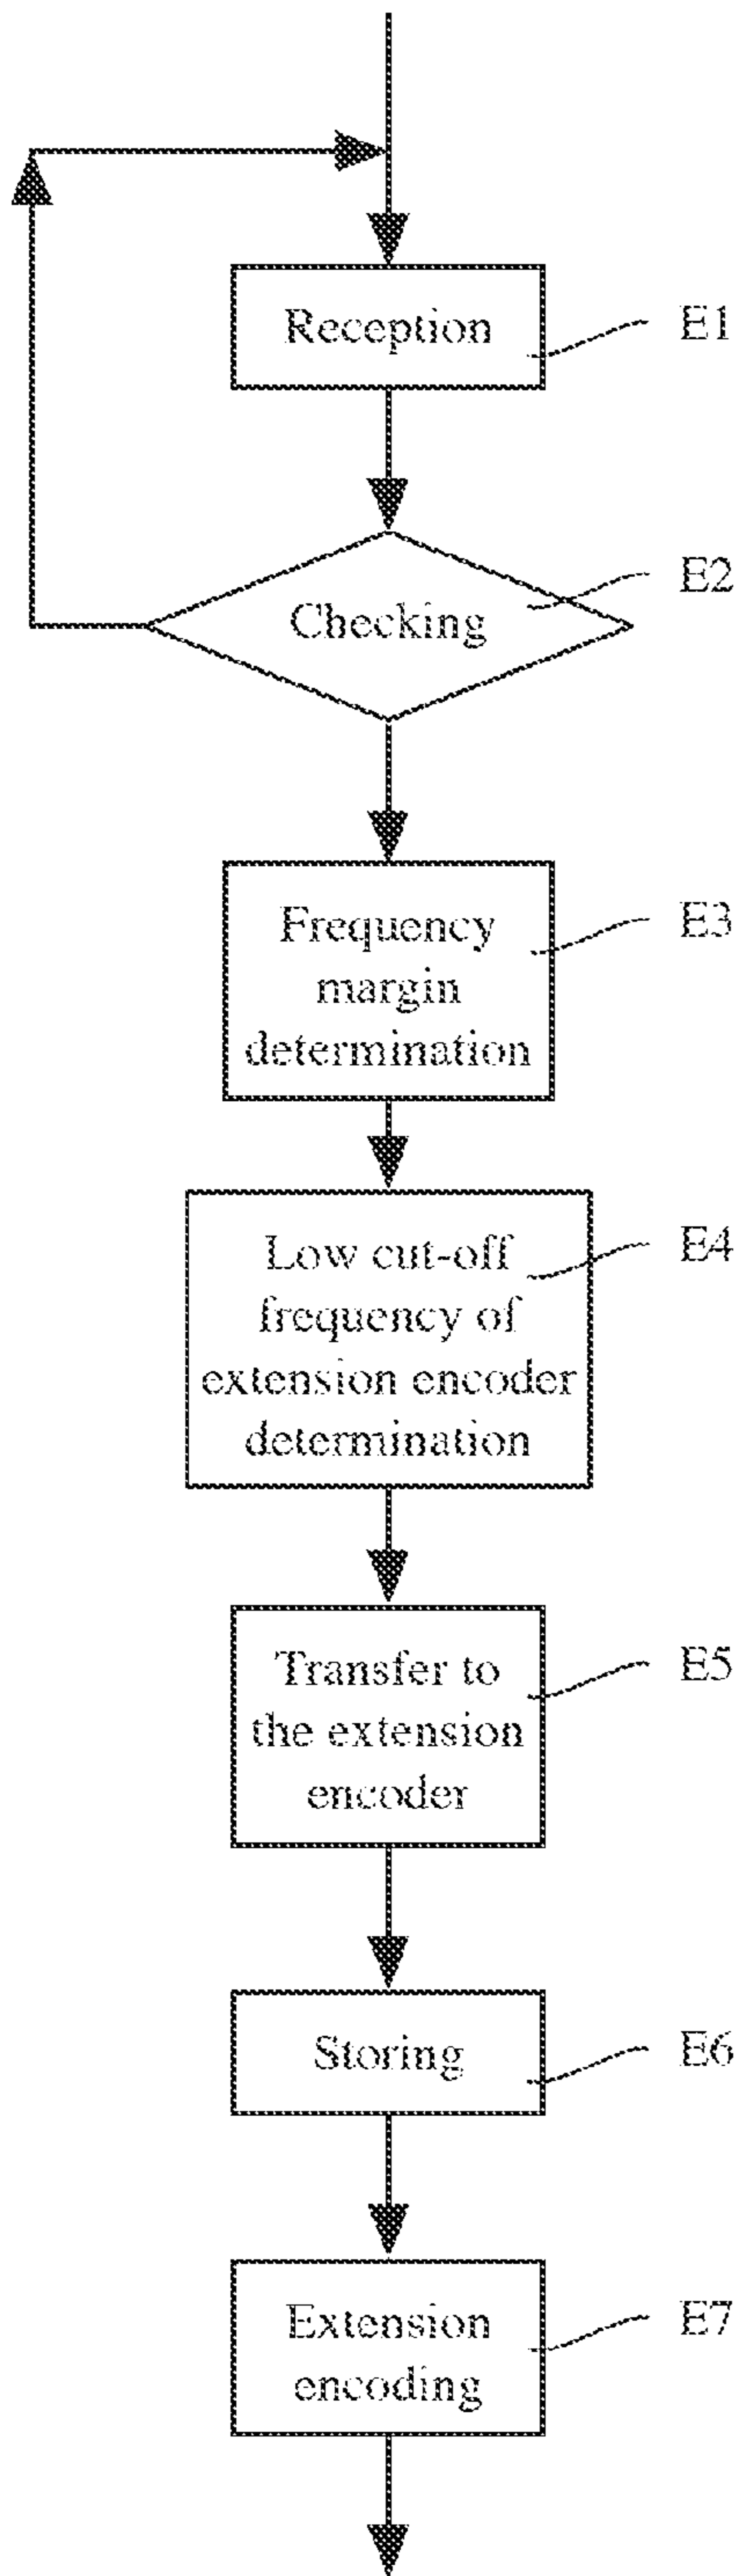 Reception
E1
Checking
E2
Frequency
margin
determination
E3
Low cut-off
frequency of
extension encoder
determination
E4
Transfer to
the extension
encoder
E5
Storing
E6
Extension
encoding
E7